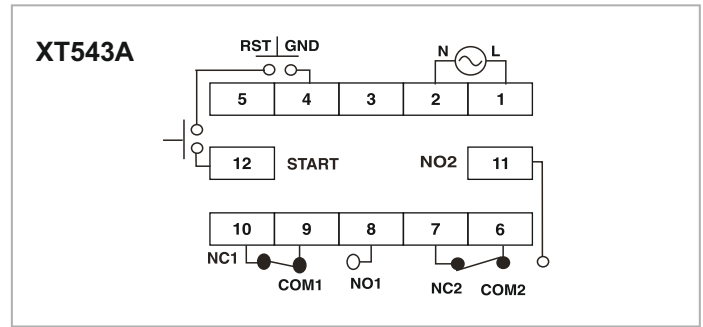 XT543A
RST GND
N L
5 4 3 2 1
12 START NO2 11
10 9 8 7 6
NC1 COM1 NO1 NC2 COM2